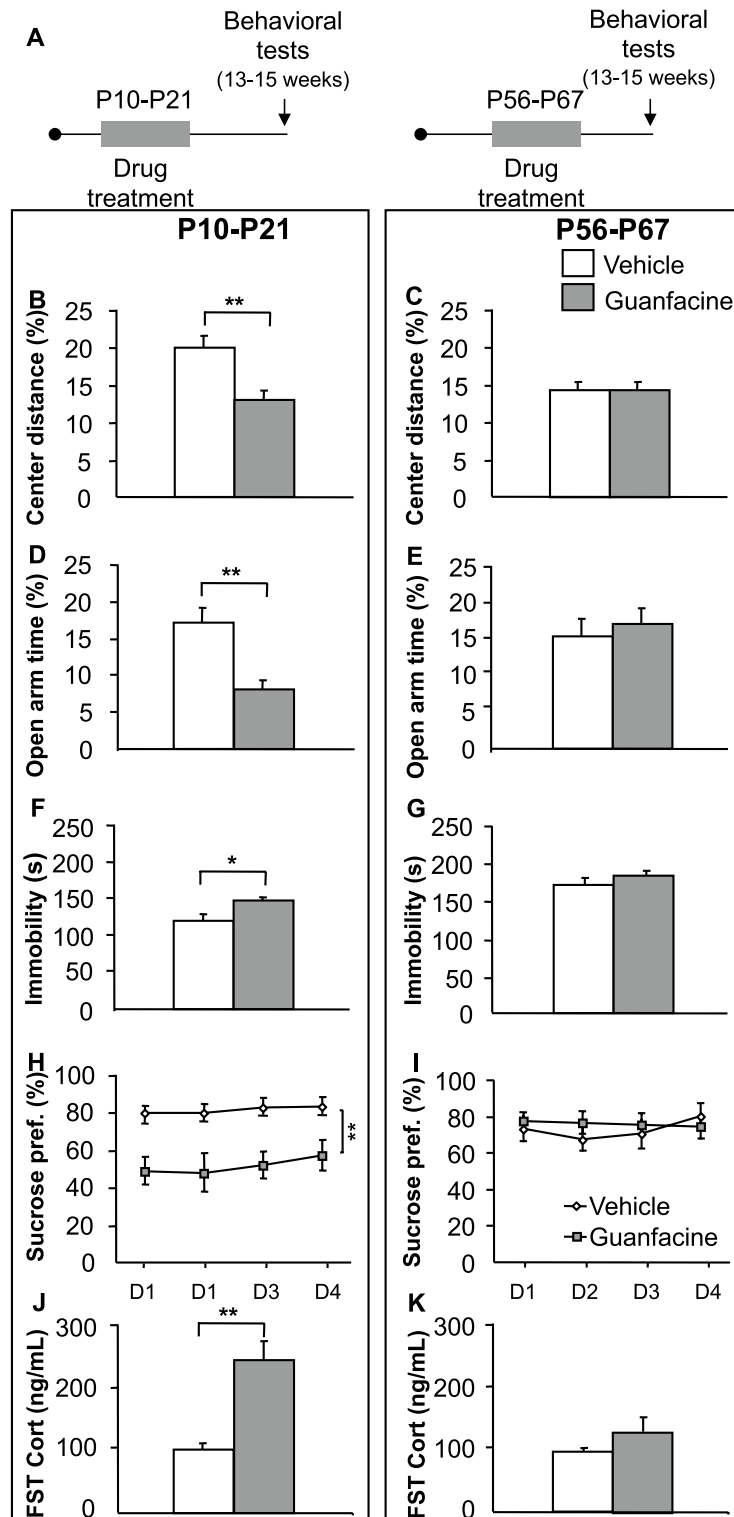 A
Behavioral
tests
(13-15 weeks)
P10-P21
Drug
treatment
Behavioral
tests
(13-15 weeks)
P56-P67
Drug
treatment
P10-P21
P56-P67
Vehicle
Guanfacine
B
Center distance (%)
25
20
15
10
5
0
**
C
Center distance (%)
25
20
15
10
5
0
D
Open arm time (%)
25
20
15
10
5
0
**
E
Open arm time (%)
25
20
15
10
5
0
F
Immobility (s)
250
200
150
100
50
0
*
G
Immobility (s)
250
200
150
100
50
0
H
Sucrose pref. (%)
100
80
60
40
20
0
**
D1 D1 D3 D4
I
Sucrose pref. (%)
100
80
60
40
20
0
Vehicle
Guanfacine
D1 D2 D3 D4
J
FST Cort (ng/mL)
300
200
100
0
**
K
FST Cort (ng/mL)
300
200
100
0